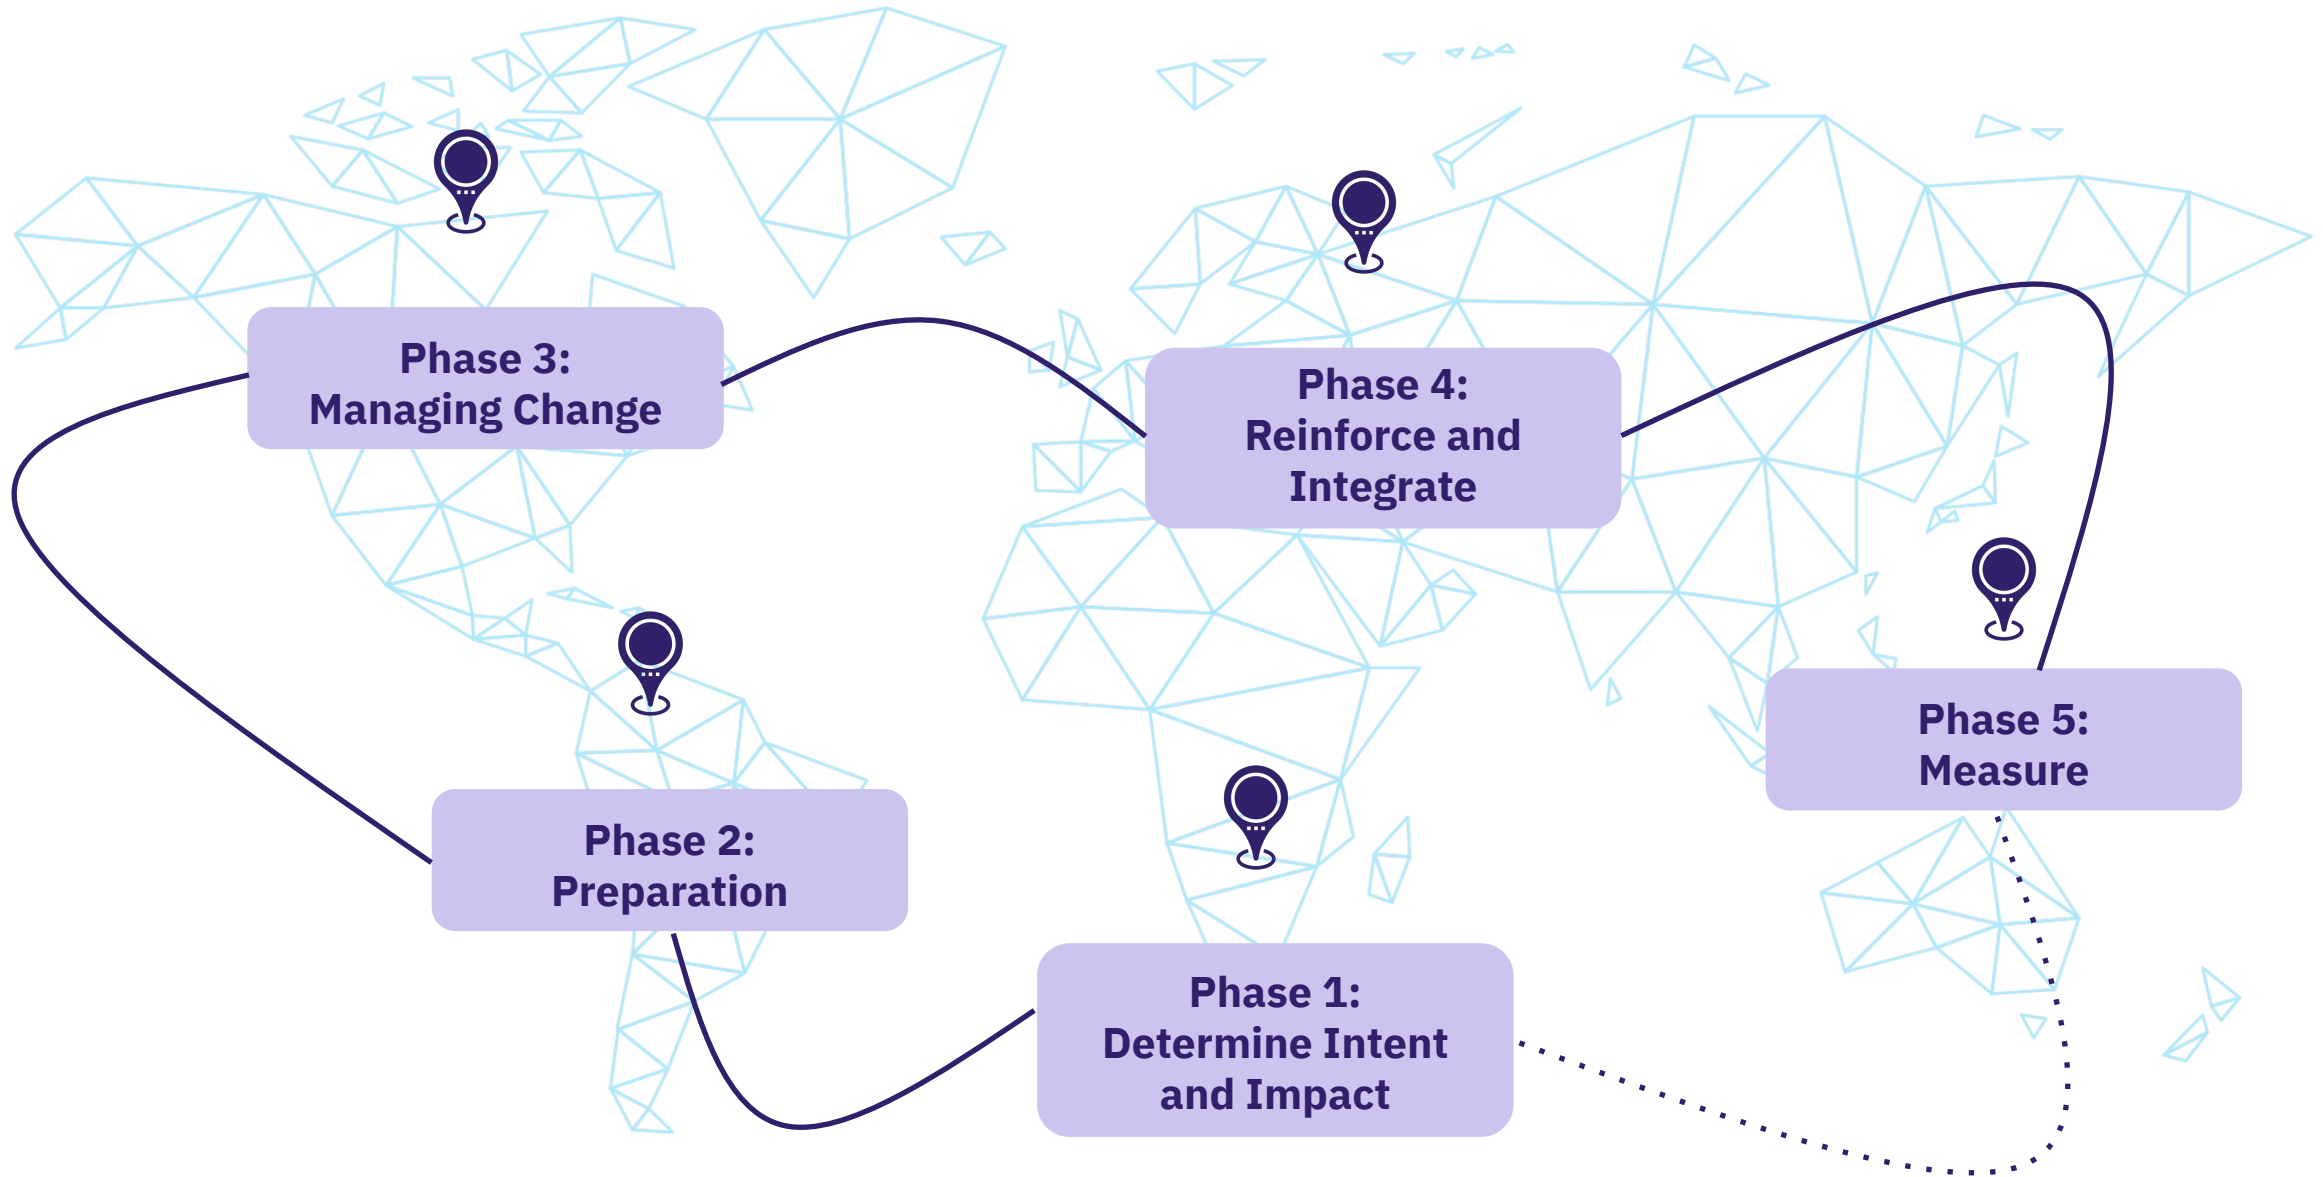 Phase 3:
Managing Change
Phase 4:
Reinforce and
Integrate
Phase 5:
Measure
Phase 2:
Preparation
Phase 1:
Determine Intent
and Impact